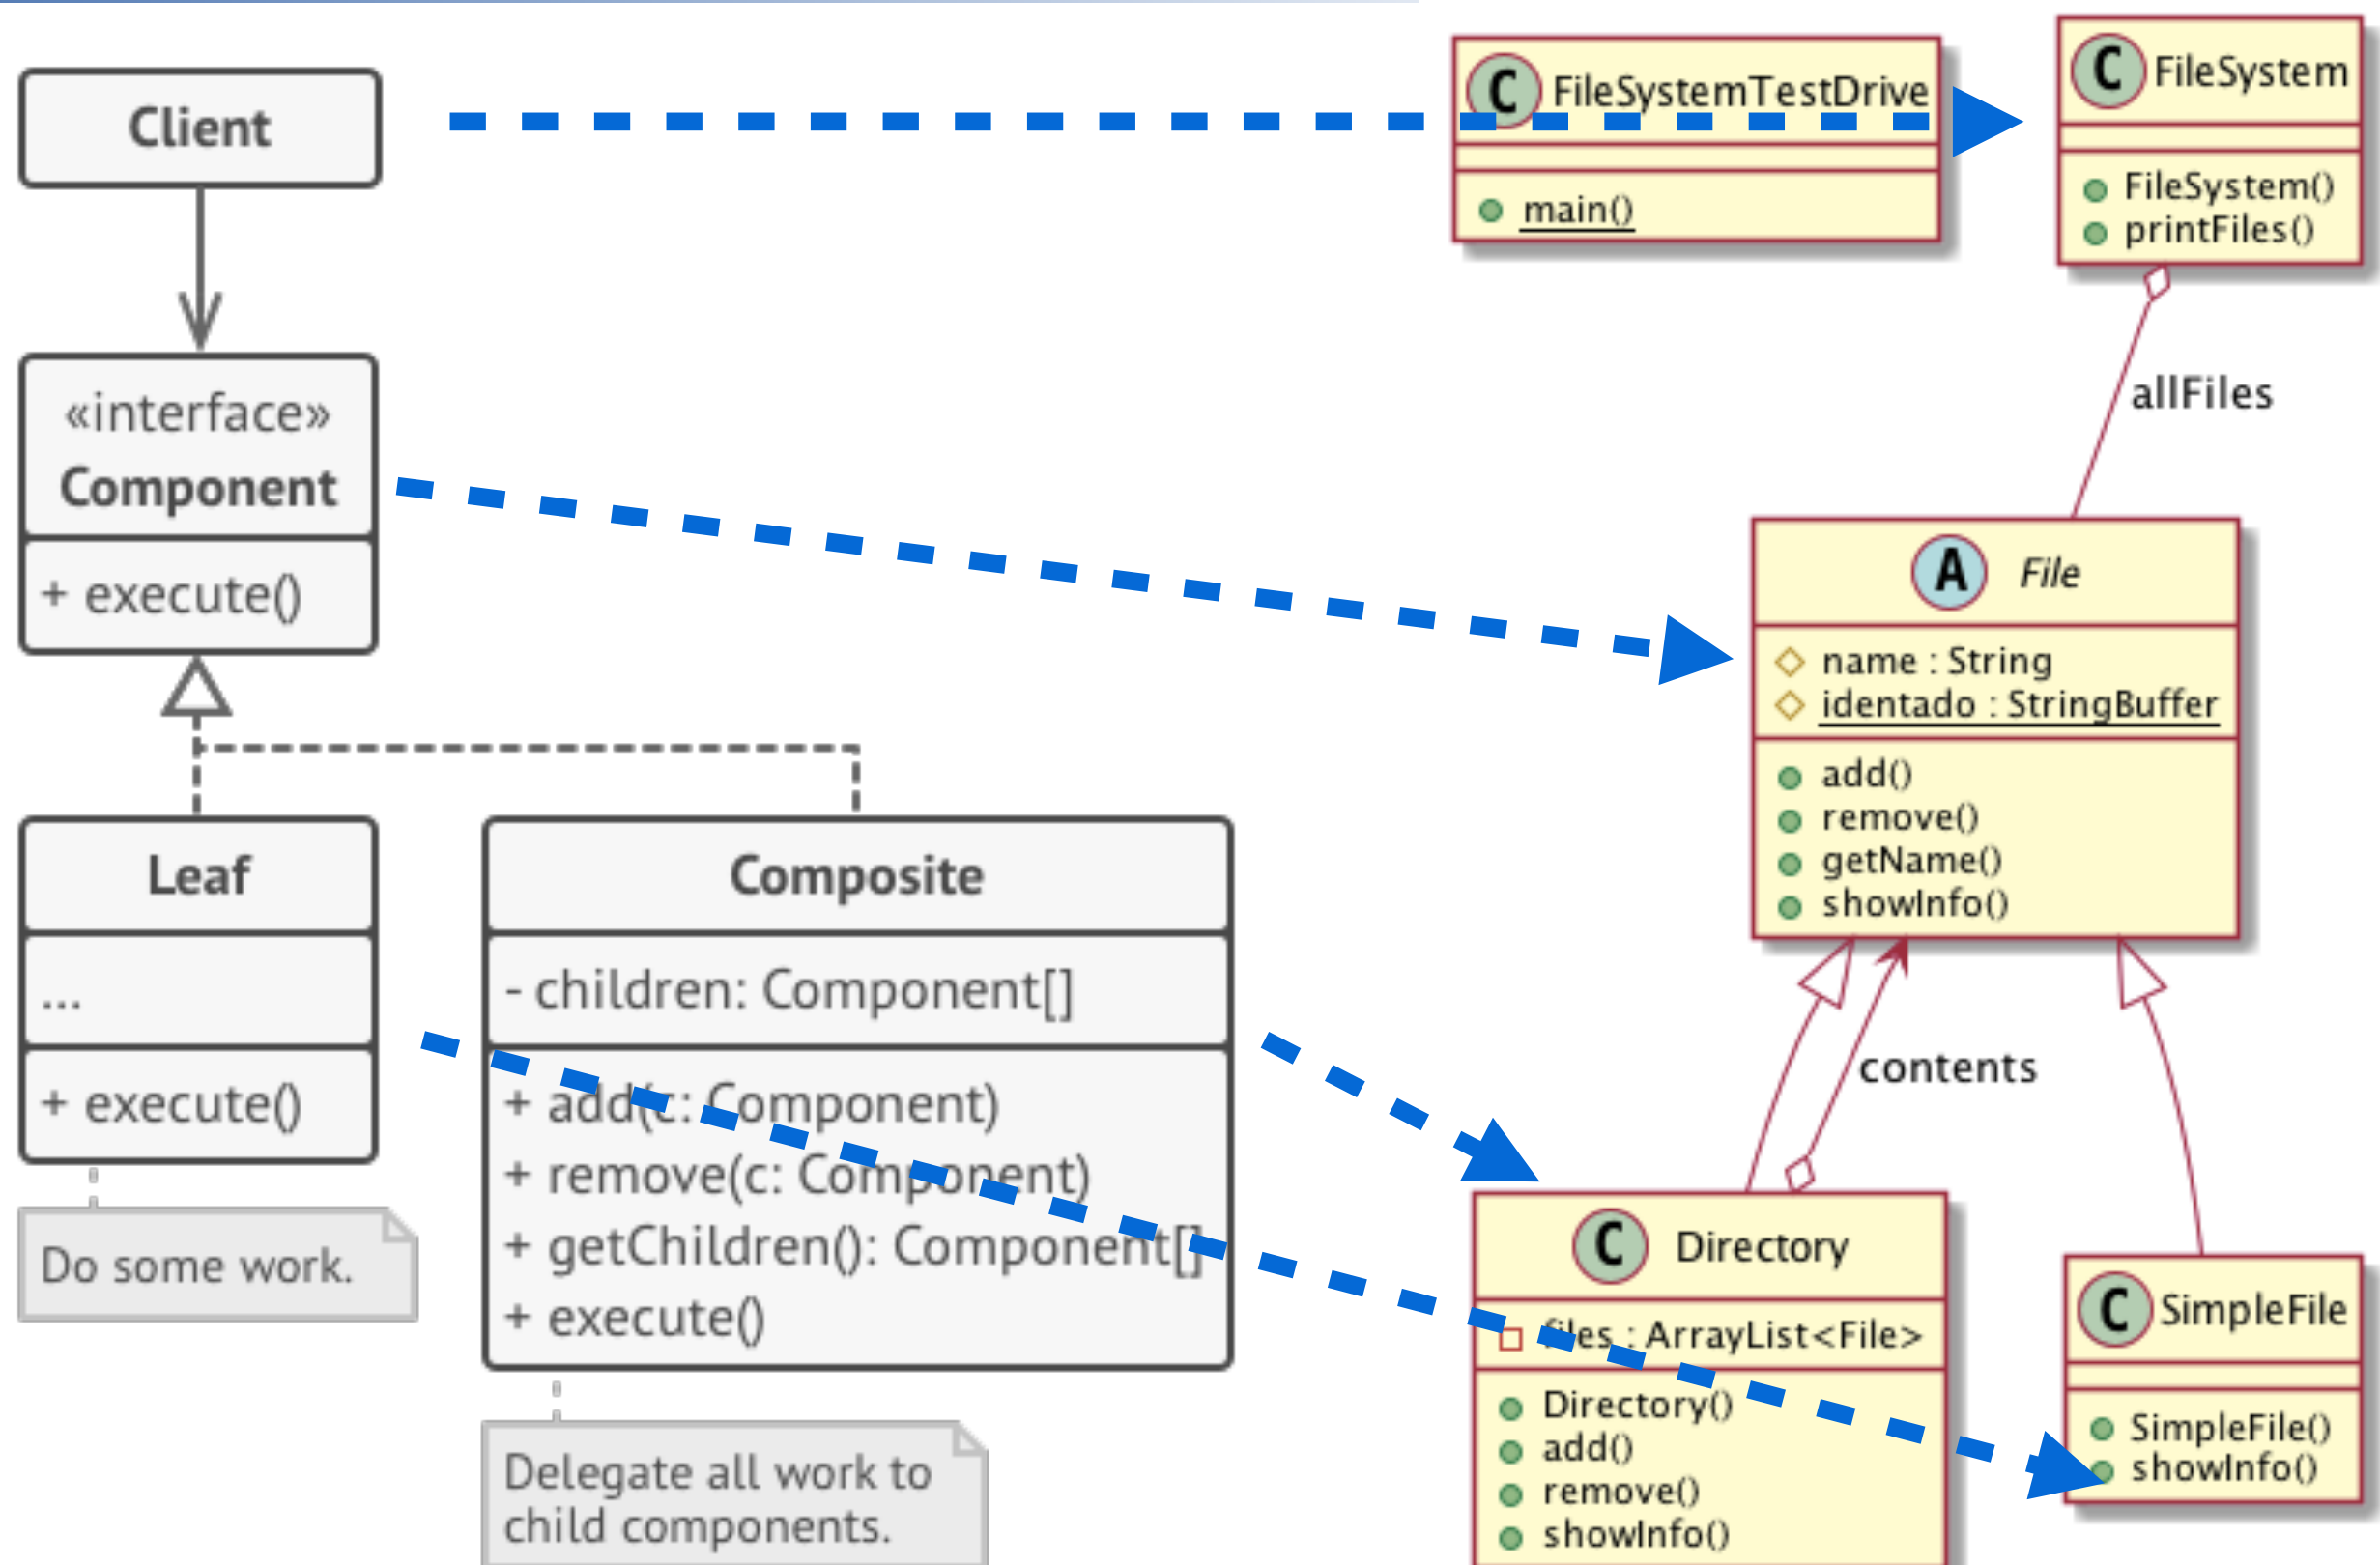 Client
«interface»
Component
+ execute()
Leaf
...
+ execute()
Do some work.
Composite
- children: Component[]
+ add(c: Component)
+ remove(c: Component)
+ getChildren(): Component[]
+ execute()
Delegate all work to
child components.
C FileSystemTestDrive
main()
C FileSystem
FileSystem()
printFiles()
allFiles
A File
name : String
identado : StringBuffer
add()
remove()
getName()
showInfo()
contents
C Directory
files : ArrayList<File>
Directory()
add()
remove()
showInfo()
C SimpleFile
SimpleFile()
showInfo()